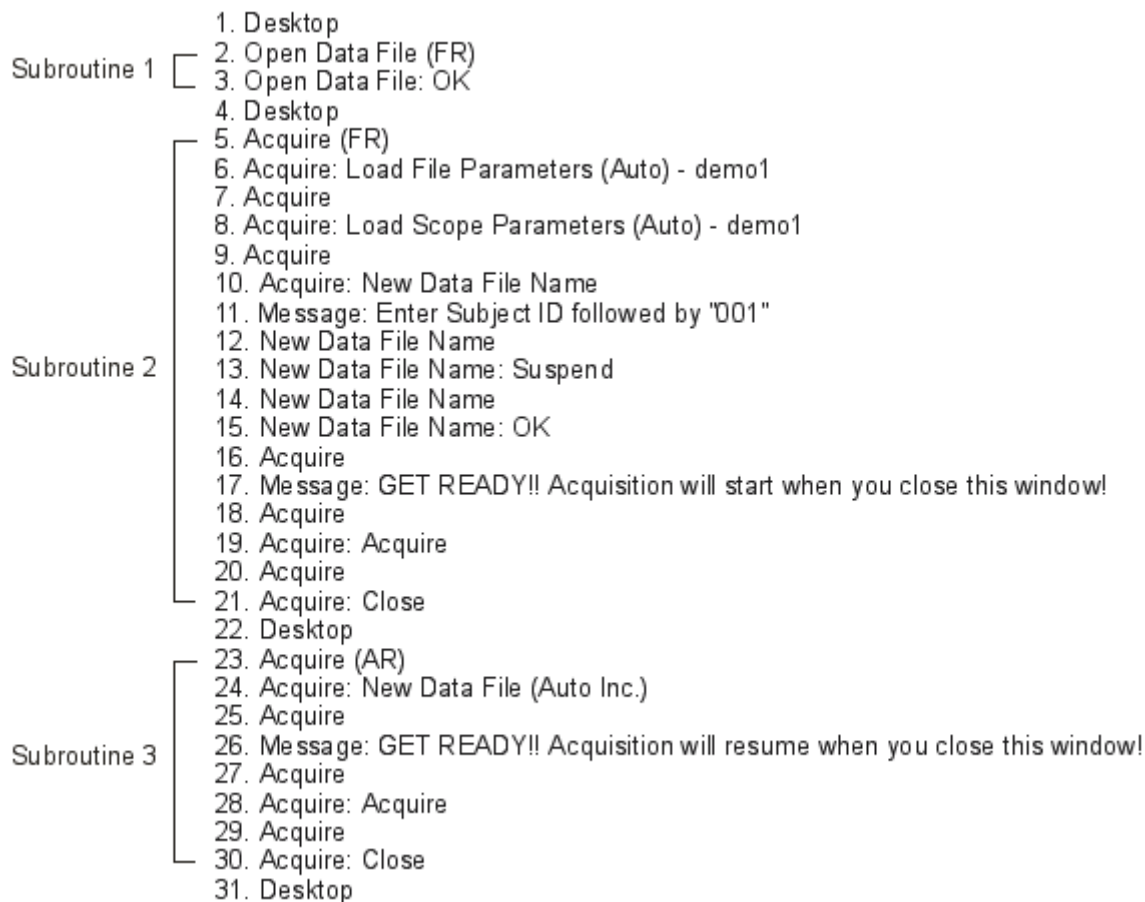 1. Desktop
2. Open Data File (FR)
Subroutine 1
3. Open Data File: OK
4. Desktop
5. Acquire (FR)
6. Acquire: Load File Parameters (Auto) - demo1
7. Acquire
8. Acquire: Load Scope Parameters (Auto) - demo1
9. Acquire
10. Acquire: New Data File Name
11. Message: Enter Subject ID followed by "001"
12. New Data File Name
Subroutine 2
13. New Data File Name: Suspend
14. New Data File Name
15. New Data File Name: OK
16. Acquire
17. Message: GET READY!! Acquisition will start when you close this window!
18. Acquire
19. Acquire: Acquire
20. Acquire
21. Acquire: Close
22. Desktop
23. Acquire (AR)
24. Acquire: New Data File (Auto Inc.)
25. Acquire
Subroutine 3
26. Message: GET READY!! Acquisition will resume when you close this window!
27. Acquire
28. Acquire: Acquire
29. Acquire
30. Acquire: Close
31. Desktop